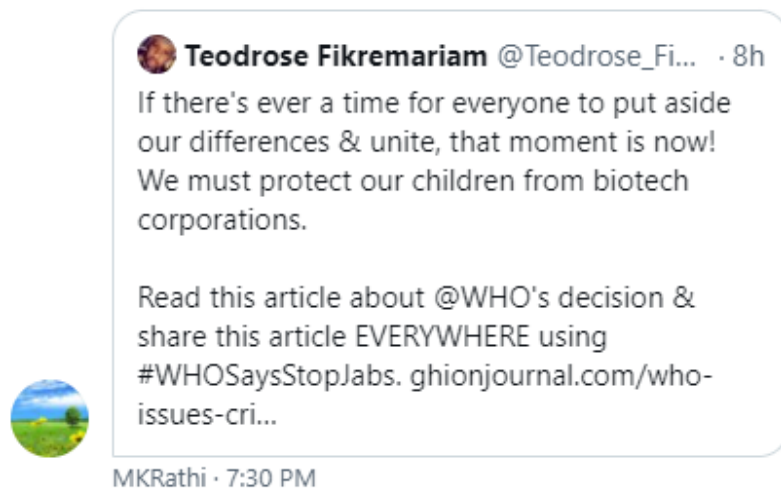 Teodrose Fikremariam @Teodrose_Fi... · 8h
If there's ever a time for everyone to put aside
our differences & unite, that moment is now!
We must protect our children from biotech
corporations.
Read this article about @WHO's decision &
share this article EVERYWHERE using
#WHOSaysStopJabs. ghionjournal.com/who-
issues-cri...
MKRathi · 7:30 PM